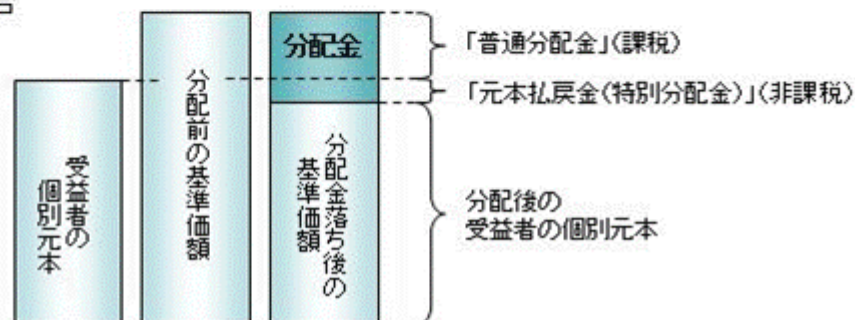 受益者の
個別元本
分配前の基準価額
分配金
分配金落ち後の
基準価額
「普通分配金」(課税)
「元本払戻金(特別分配金)」(非課税)
分配後の
受益者の個別元本